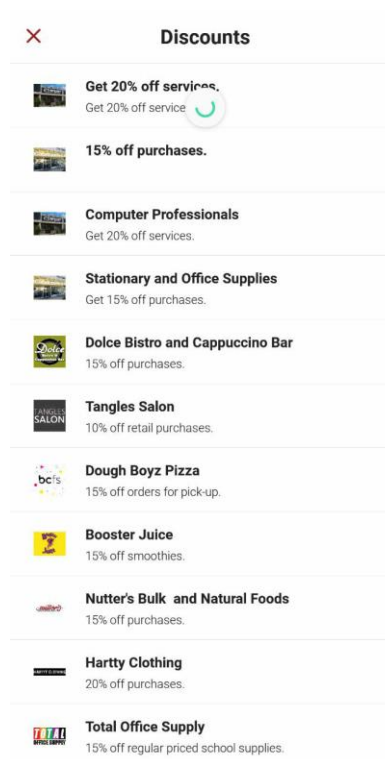 Discounts
Get 20% off services.
Get 20% off service
15% off purchases.
Computer Professionals
Get 20% off services.
Stationary and Office Supplies
Get 15% off purchases.
Dolce
Dolce Bistro and Cappuccino Bar
15% off purchases.
TANGLES
SALON
Tangles Salon
10% off retail purchases.
bcfs
Dough Boyz Pizza
15% off orders for pick-up.
Booster Juice
15% off smoothies.
Nutter's Bulk and Natural Foods
15% off purchases.
Hartty Clothing
20% off purchases.
TOTAL
OFFICE SUPPLY
Total Office Supply
15% off regular priced school supplies.